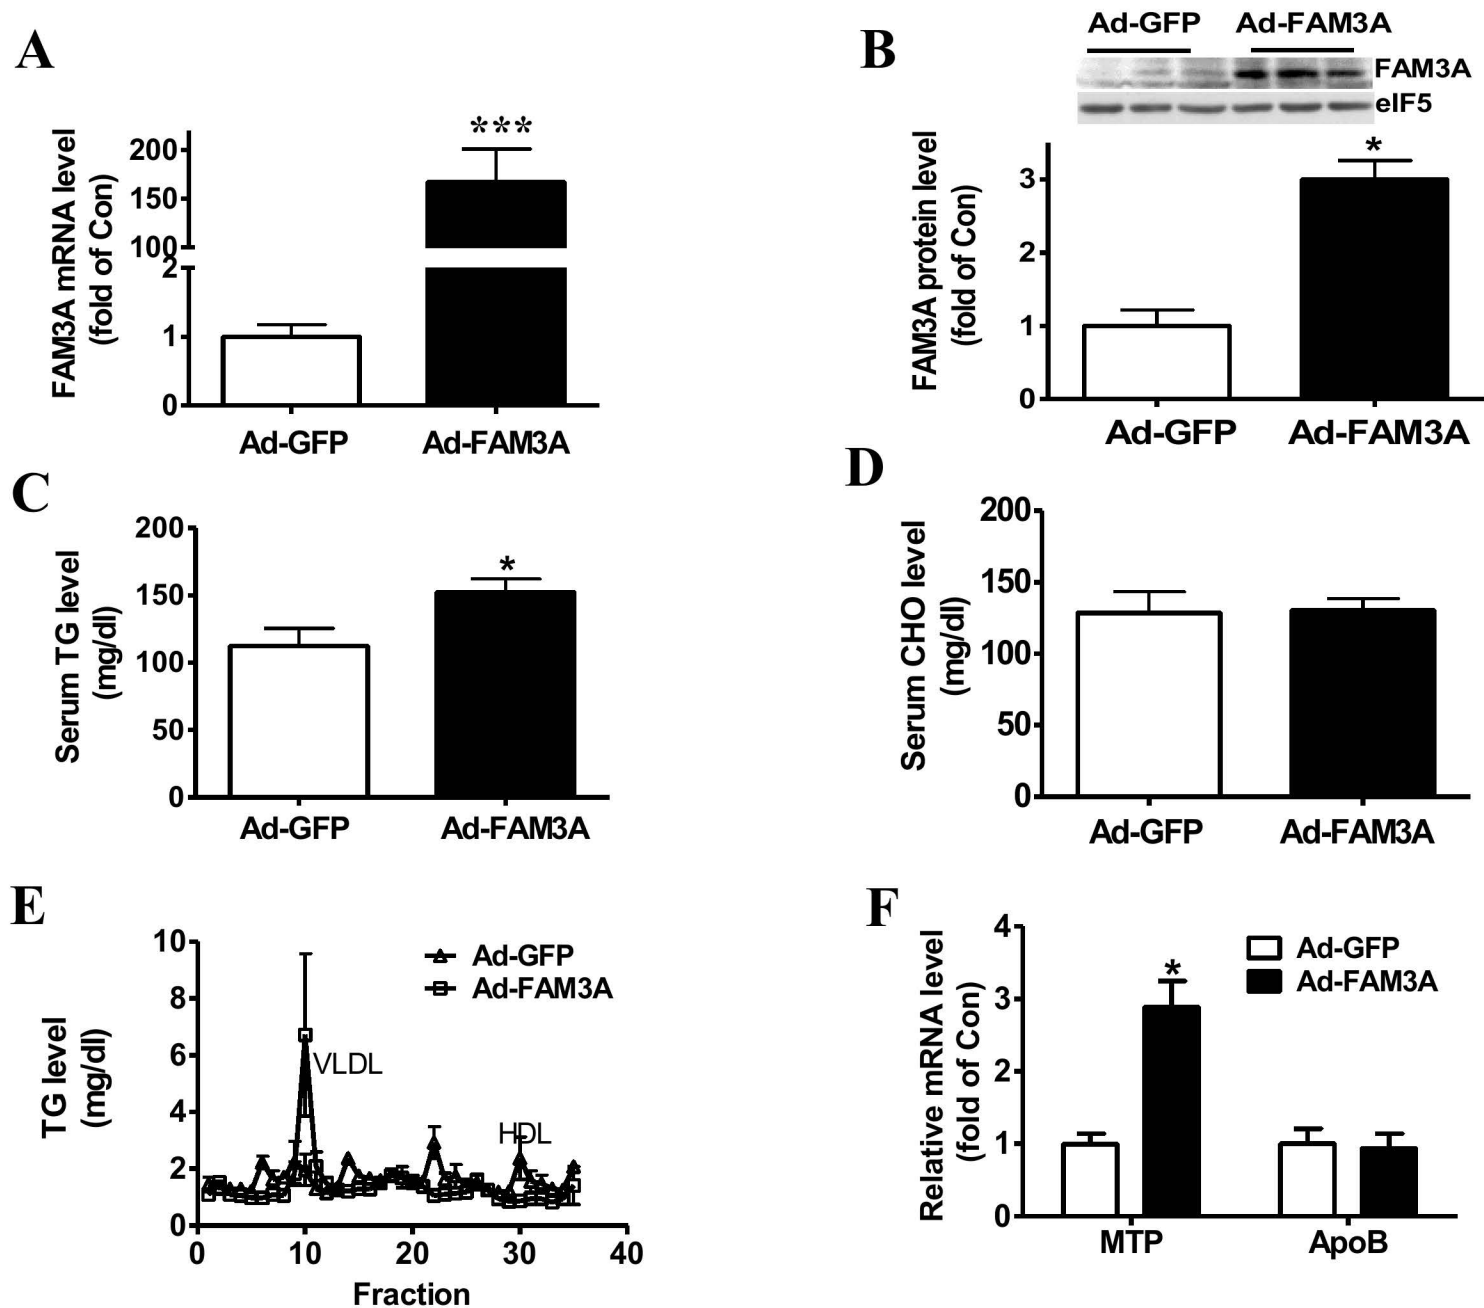 A
FAM3A mRNA level
(fold of Con)
200
150
100
2
1
0
***
Ad-GFP
Ad-FAM3A
B
Ad-GFP
Ad-FAM3A
FAM3A
eIF5
FAM3A protein level
(fold of Con)
3
2
1
0
*
Ad-GFP
Ad-FAM3A
C
Serum TG level
(mg/dl)
200
150
100
50
0
*
Ad-GFP
Ad-FAM3A
D
Serum CHO level
(mg/dl)
200
150
100
50
0
Ad-GFP
Ad-FAM3A
E
TG level
(mg/dl)
10
8
6
4
2
0
Ad-GFP
Ad-FAM3A
VLDL
HDL
0 10 20 30 40
Fraction
F
Relative mRNA level
(fold of Con)
4
3
2
1
0
Ad-GFP
Ad-FAM3A
*
MTP
ApoB